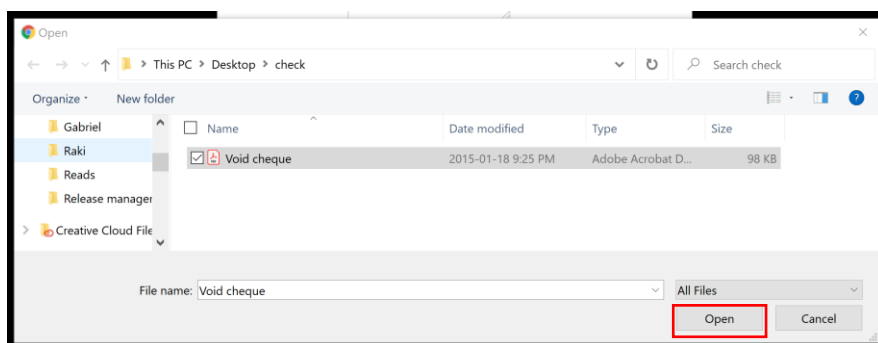 Open
This PC > Desktop > check
Search check
Organize
New folder
Gabriel
Raki
Reads
Release manager
Creative Cloud File
Name Date modified Type Size
Void cheque 2015-01-18 9:25 PM Adobe Acrobat D... 98 KB
File name: Void cheque
All Files
Open Cancel